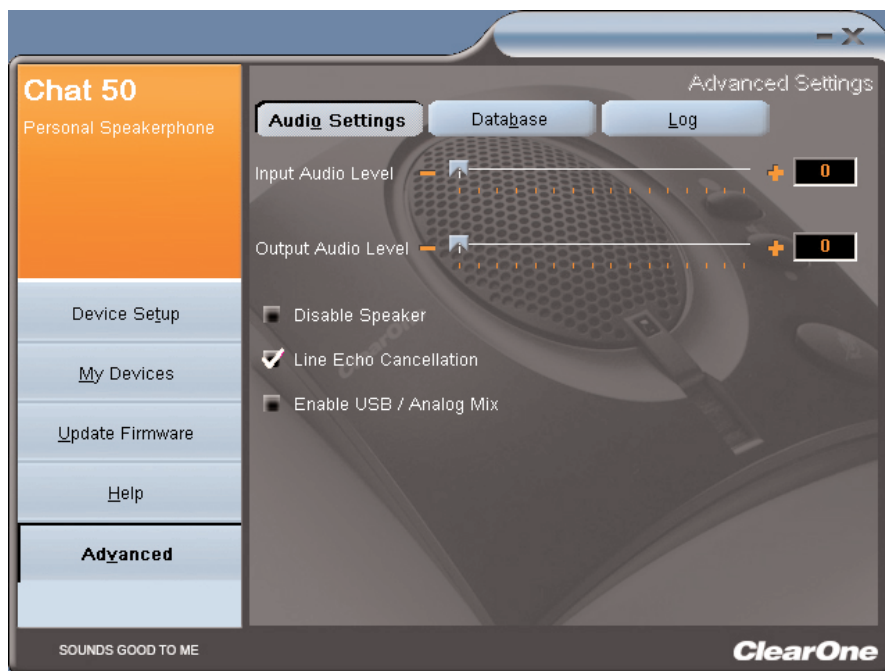 Chat 50
Personal Speakerphone
Advanced Settings
Audio Settings
Database
Log
Input Audio Level
0
Output Audio Level
0
Disable Speaker
Line Echo Cancellation
Enable USB / Analog Mix
Device Setup
My Devices
Update Firmware
Help
Advanced
SOUNDS GOOD TO ME
ClearOne